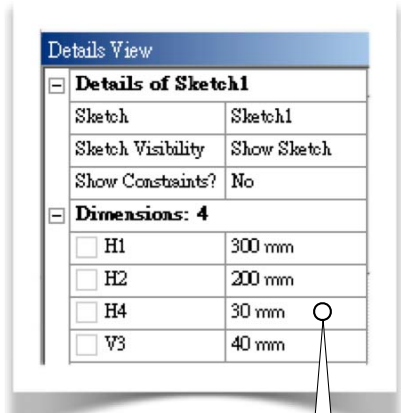 Details View
Details of Sketch1
Sketch Sketch1
Sketch Visibility Show Sketch
Show Constraints? No
Dimensions: 4
H1 300 mm
H2 200 mm
H4 30 mm
V3 40 mm